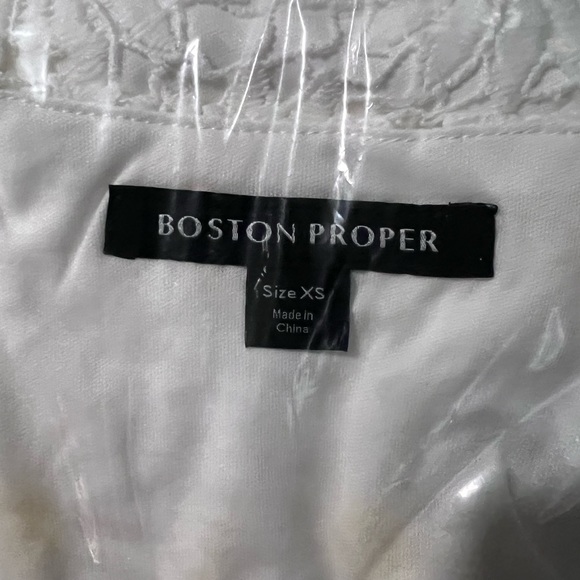 BOSTON PROPER
Size XS
Made in
China